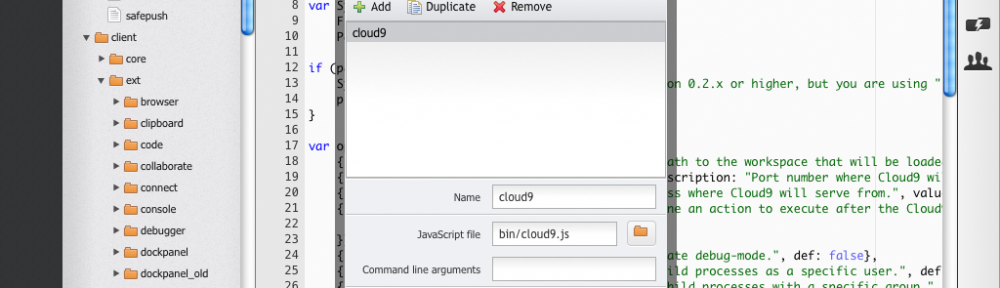 safepush
client
core
ext
browser
clipboard
code
collaborate
connect
console
debugger
dockpanel
dockpanel_old
8 var
9
10
11
12 if
13
14
15 }
16
17 var
18 {
19 {
20 {
21 {
22
23 }
24 {
25 {
26 {
Add Duplicate Remove
cloud9
Name cloud9
JavaScript file bin/cloud9.js
Command line arguments
on 0.2.x or higher, but you are using "
to the workspace that will be loade
scription: "Port number where Cloud9 wi
where Cloud9 will serve from.", valu
an action to execute after the Cloud
debug-mode.", def: false},
processes as a specific user.", def
processes with a specific group."